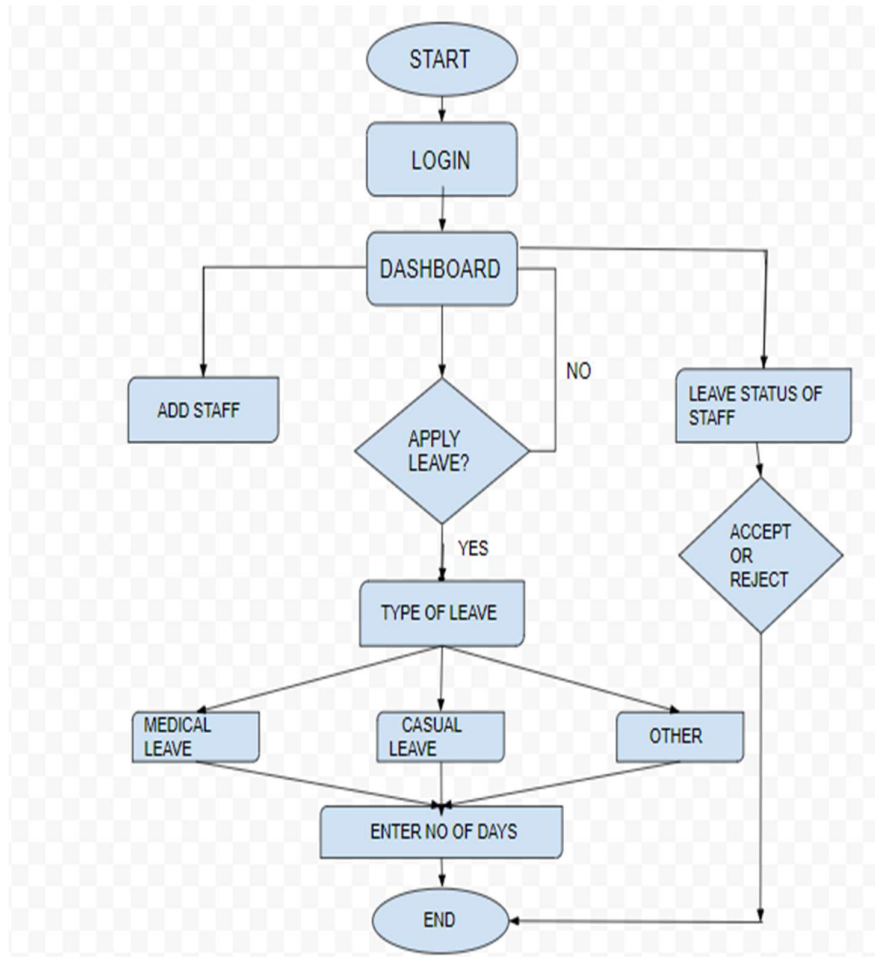 START
LOGIN
DASHBOARD
NO
ADD STAFF
LEAVE STATUS OF
STAFF
APPLY
LEAVE?
ACCEPT
OR
REJECT
YES
TYPE OF LEAVE
MEDICAL
LEAVE
CASUAL
LEAVE
OTHER
ENTER NO OF DAYS
END